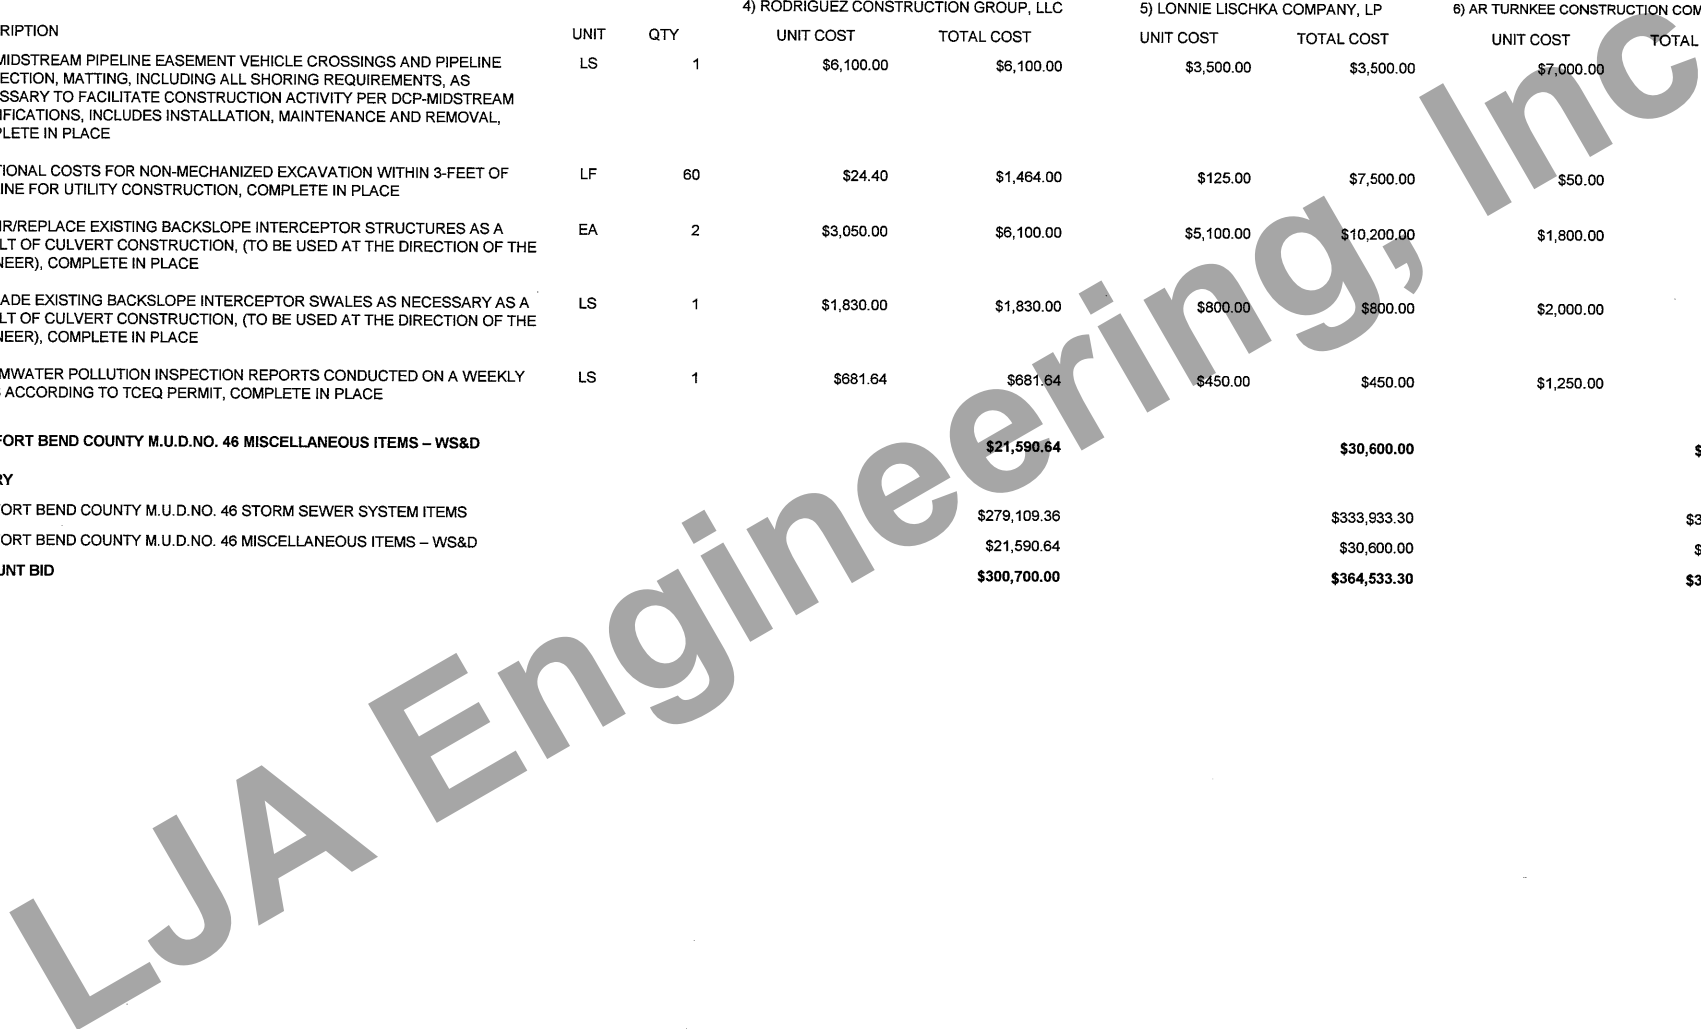 4) RODRIGUEZ CONSTRUCTION GROUP, LLC 5) LONNIE LISCHKA COMPANY, LP 6) AR TURNKEE CONSTRUCTION COM
RIPTION UNIT QTY UNIT COST TOTAL COST UNIT COST TOTAL COST UNIT COST TOTAL
MIDSTREAM PIPELINE EASEMENT VEHICLE CROSSINGS AND PIPELINE LS 1 $6,100.00 $6,100.00 $3,500.00 $3,500.00 $7,000.00
ECTION, MATTING, INCLUDING ALL SHORING REQUIREMENTS, AS
SSARY TO FACILITATE CONSTRUCTION ACTIVITY PER DCP-MIDSTREAM
IFICATIONS, INCLUDES INSTALLATION, MAINTENANCE AND REMOVAL,
PLETE IN PLACE
TIONAL COSTS FOR NON-MECHANIZED EXCAVATION WITHIN 3-FEET OF LF 60 $24.40 $1,464.00 $125.00 $7,500.00 $50.00
INE FOR UTILITY CONSTRUCTION, COMPLETE IN PLACE
IR/REPLACE EXISTING BACKSLOPE INTERCEPTOR STRUCTURES AS A EA 2 $3,050.00 $6,100.00 $5,100.00 $10,200.00 $1,800.00
LT OF CULVERT CONSTRUCTION, (TO BE USED AT THE DIRECTION OF THE
NEER), COMPLETE IN PLACE
ADE EXISTING BACKSLOPE INTERCEPTOR SWALES AS NECESSARY AS A LS 1 $1,830.00 $1,830.00 $800.00 $800.00 $2,000.00
LT OF CULVERT CONSTRUCTION, (TO BE USED AT THE DIRECTION OF THE
NEER), COMPLETE IN PLACE
MWATER POLLUTION INSPECTION REPORTS CONDUCTED ON A WEEKLY LS 1 $681.64 $681.64 $450.00 $450.00 $1,250.00
S ACCORDING TO TCEQ PERMIT, COMPLETE IN PLACE
FORT BEND COUNTY M.U.D.NO. 46 MISCELLANEOUS ITEMS – WS&D $21,590.64 $30,600.00 $
RY
FORT BEND COUNTY M.U.D.NO. 46 STORM SEWER SYSTEM ITEMS $279,109.36 $333,933.30 $3
FORT BEND COUNTY M.U.D.NO. 46 MISCELLANEOUS ITEMS – WS&D $21,590.64 $30,600.00 $
UNT BID $300,700.00 $364,533.30 $3
LJA Engineering, Inc